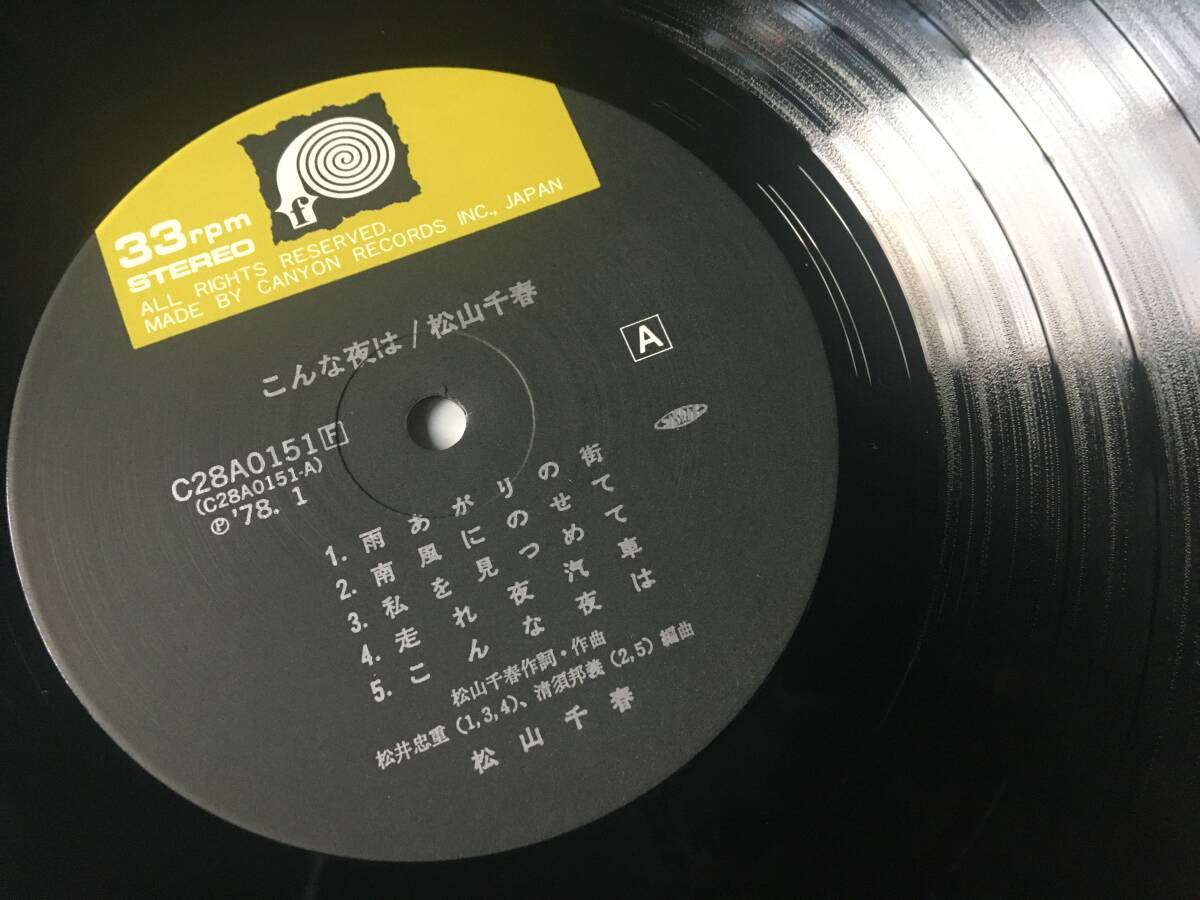 f
33rpm
STEREO
ALL RIGHTS RESERVED.
MADE BY CANYON RECORDS INC., JAPAN
こんな夜は/松山千春
A
C28A0151 F
(C28A0151-A)
Ⓟ '78. 1
1. 雨あがりの街
2. 南風にのせて
3. 私を見つめて
4. 走れ夜汽車
5. こんな夜は
松山千春作詞・作曲
松井忠重(1,3,4)、清須邦義(2,5)編曲
松山千春